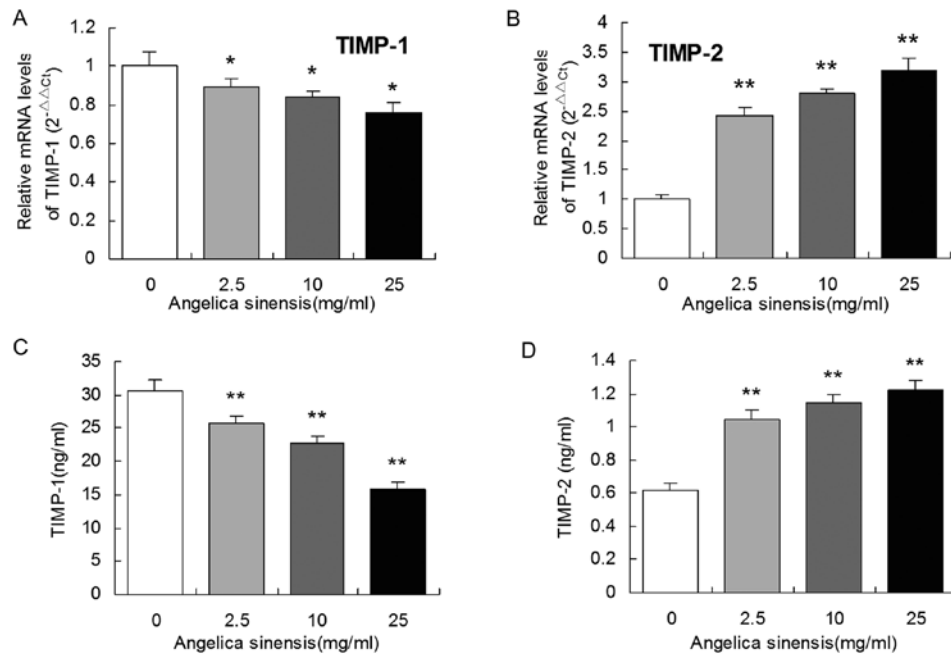 A
TIMP-1
Relative mRNA levels
of TIMP-1 (2^-△△Ct)
1.2
1
0.8
0.6
0.4
0.2
0
*
*
*
0 2.5 10 25
Angelica sinensis(mg/ml)
B
TIMP-2
Relative mRNA levels
of TIMP-2 (2^-△△Ct)
4
3.5
3
2.5
2
1.5
1
0.5
0
**
**
**
0 2.5 10 25
Angelica sinensis(mg/ml)
C
TIMP-1(ng/ml)
35
30
25
20
15
10
5
0
**
**
**
0 2.5 10 25
Angelica sinensis(mg/ml)
D
TIMP-2 (ng/ml)
1.4
1.2
1
0.8
0.6
0.4
0.2
0
**
**
**
0 2.5 10 25
Angelica sinensis(mg/ml)